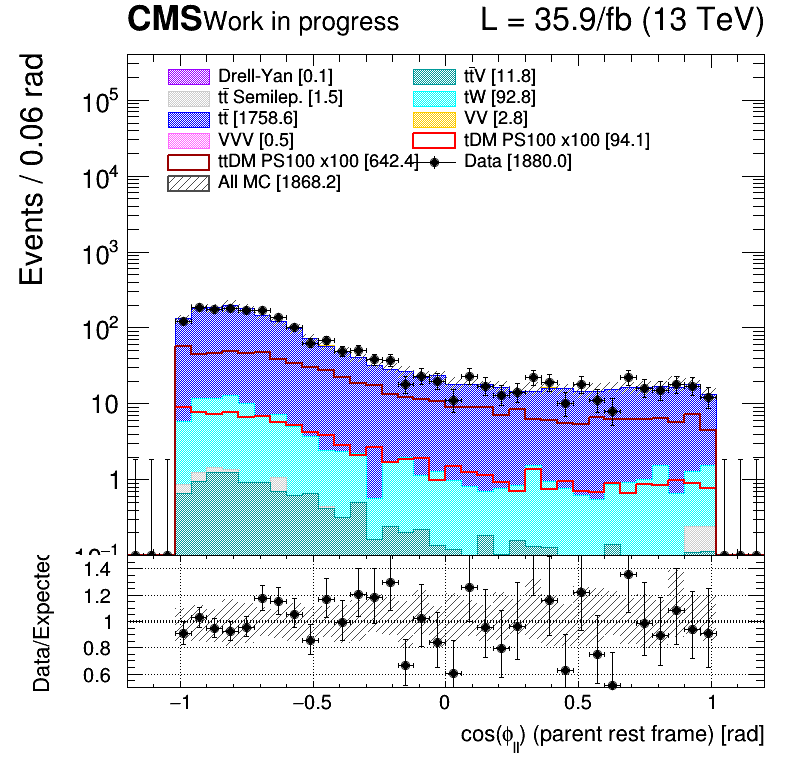 CMS Work in progress L = 35.9/fb (13 TeV)
Events / 0.06 rad
Drell-Yan [0.1]
tt̄ Semilep. [1.5]
tt̄ [1758.6]
VVV [0.5]
ttDM PS100 x100 [642.4]
All MC [1868.2]
tt̄V [11.8]
tW [92.8]
VV [2.8]
tDM PS100 x100 [94.1]
Data [1880.0]
10⁵
10⁴
10³
10²
10
1
10⁻¹
Data/Expected
1.4
1.2
1
0.8
0.6
−1 −0.5 0 0.5 1
cos(ϕ_ll) (parent rest frame) [rad]